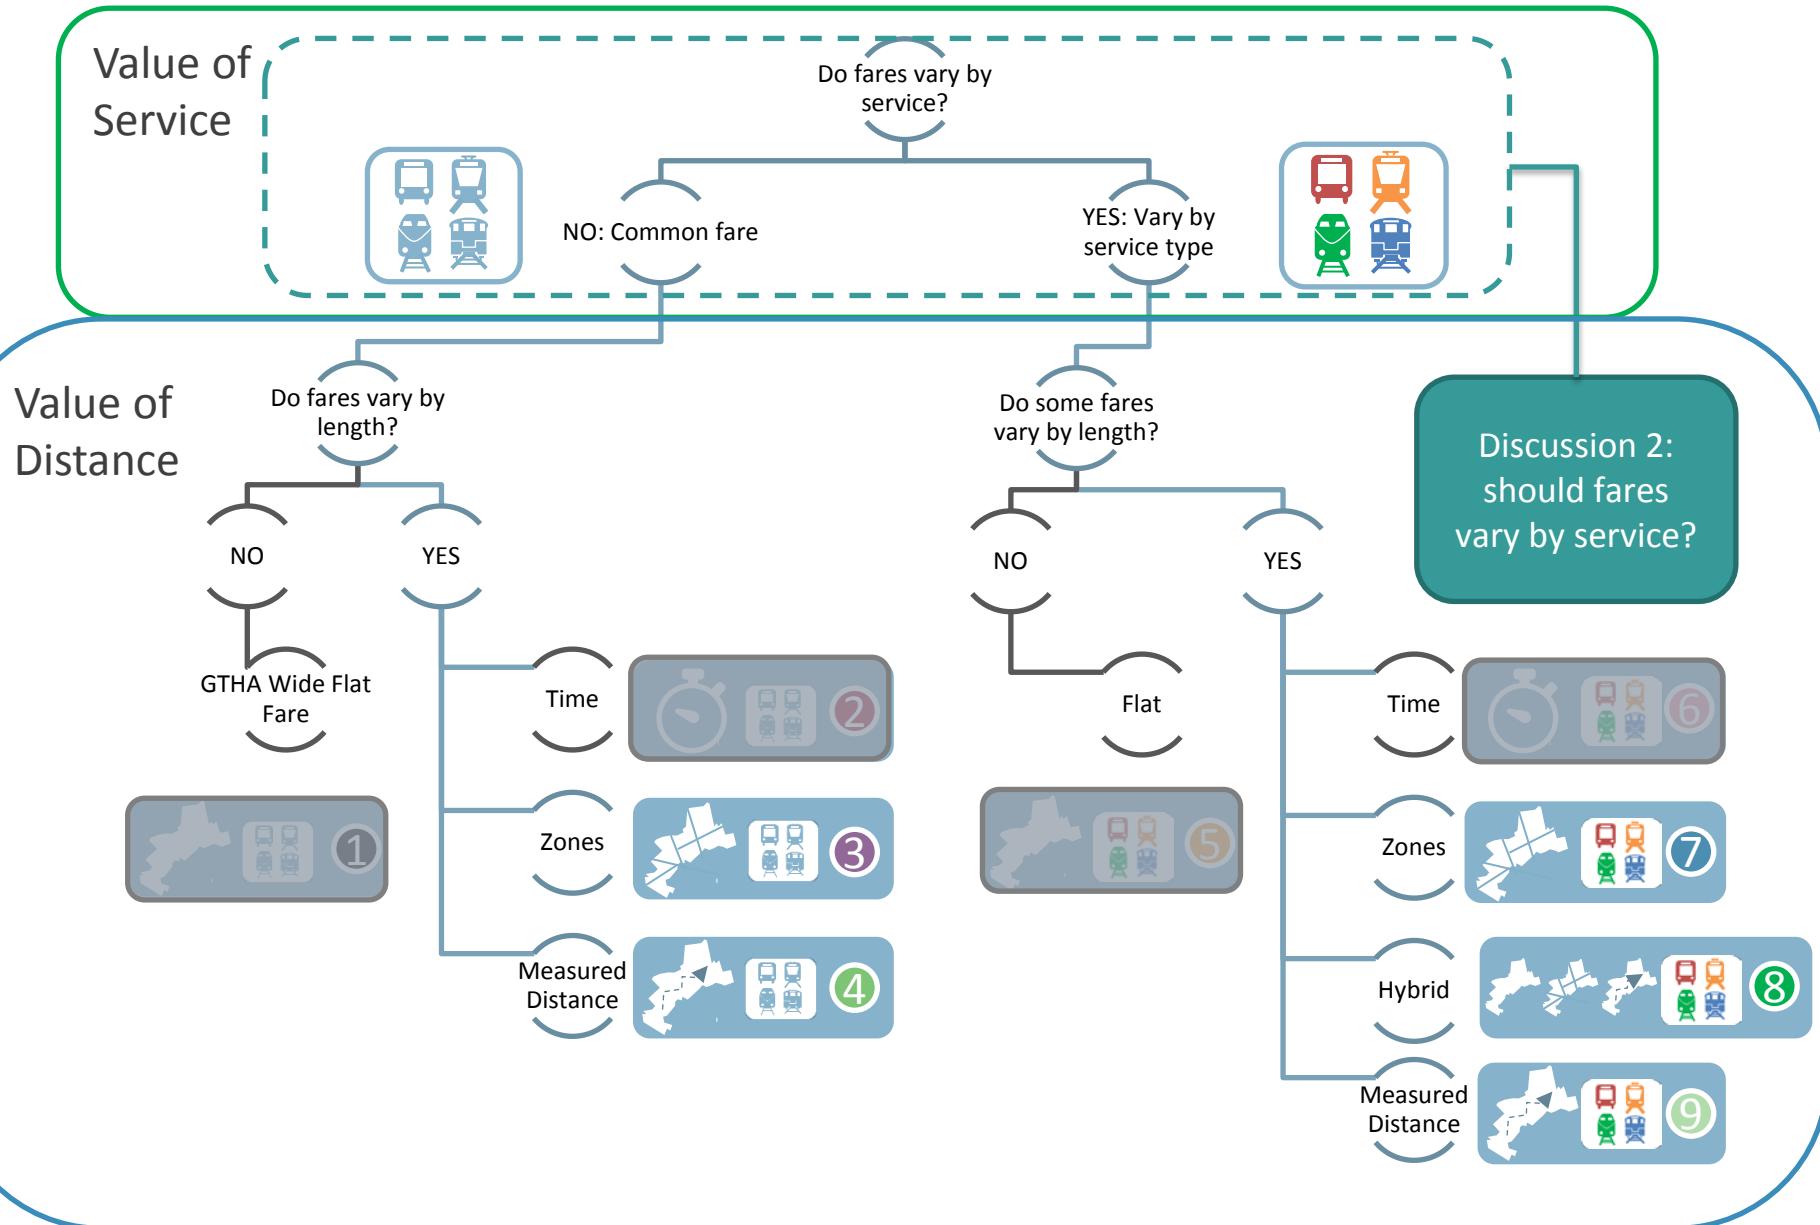 Value of
Service
Do fares vary by
service?
NO: Common fare
YES: Vary by
service type
Value of
Distance
Do fares vary by
length?
Do some fares
vary by length?
Discussion 2:
should fares
vary by service?
NO
YES
NO
YES
GTHA Wide Flat
Fare
Time
2
Flat
Time
6
1
Zones
3
5
Zones
7
Measured
Distance
4
Hybrid
8
Measured
Distance
9